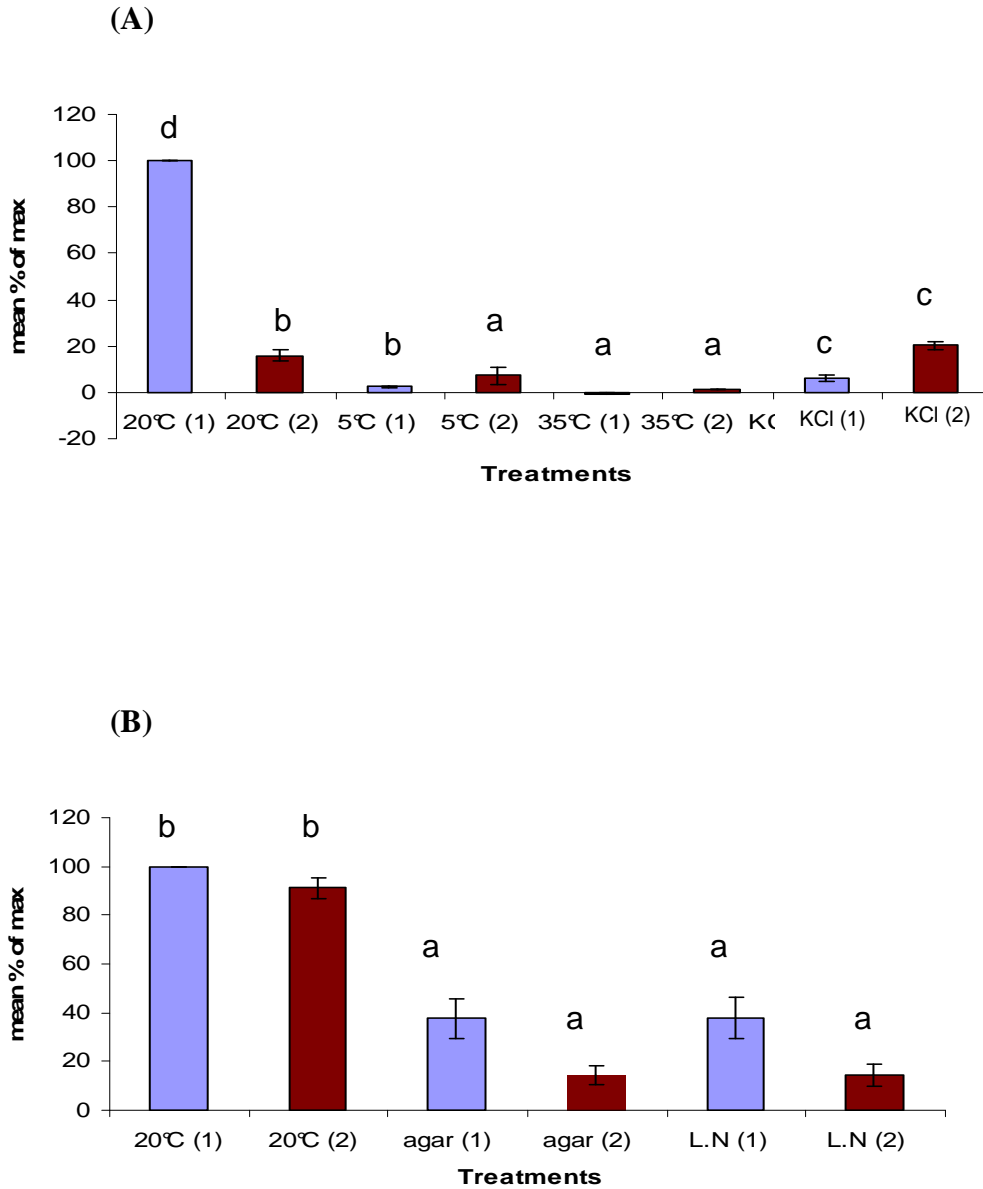 (A)
120
100
80
60
40
20
0
-20
mean % of max
d
b
b
a
a
a
c
c
20°C (1) 20°C (2) 5°C (1) 5°C (2) 35°C (1) 35°C (2) KC KCl (1) KCl (2)
Treatments
(B)
120
100
80
60
40
20
0
mean % of max
b
b
a
a
a
a
20°C (1) 20°C (2) agar (1) agar (2) L.N (1) L.N (2)
Treatments